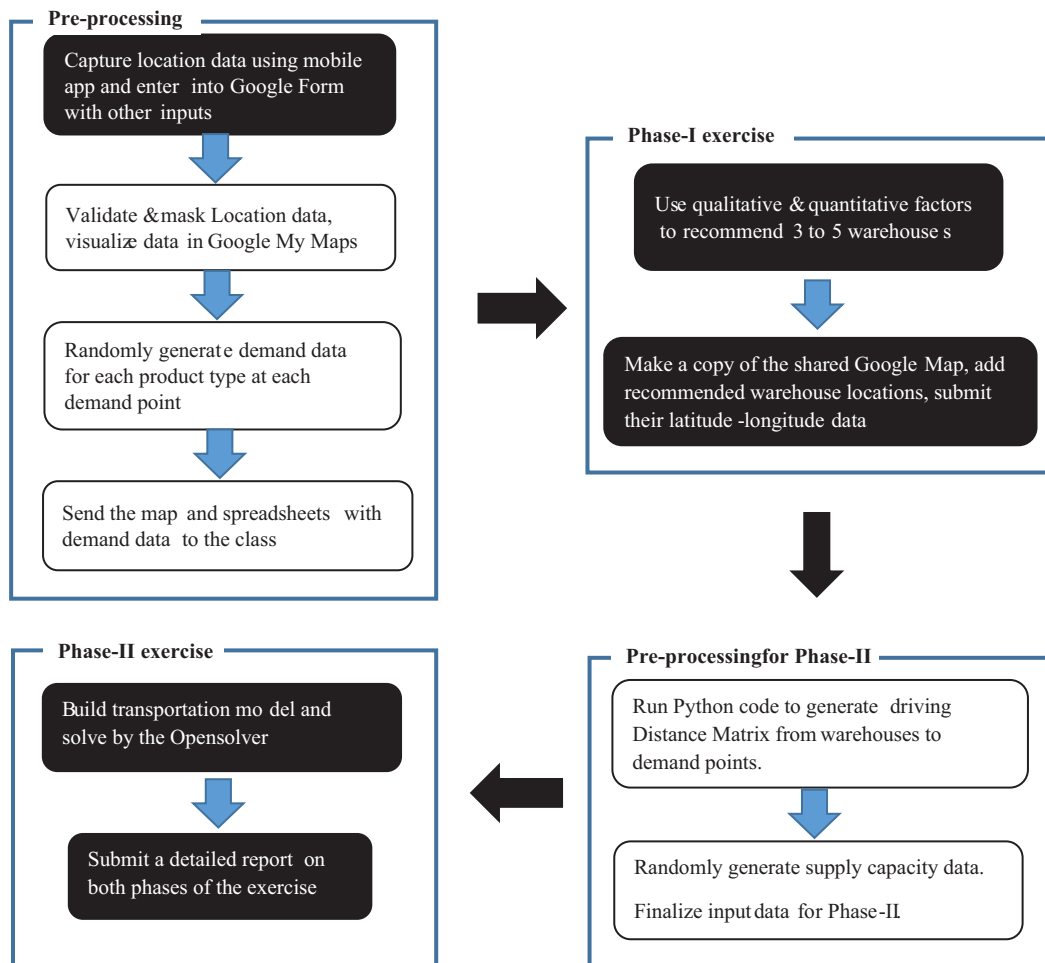 Pre-processing
Capture location data using mobile
app and enter into Google Form
with other inputs
Validate & mask Location data,
visualize data in Google My Maps
Randomly generate demand data
for each product type at each
demand point
Send the map and spreadsheets with
demand data to the class
Phase-I exercise
Use qualitative & quantitative factors
to recommend 3 to 5 warehouse s
Make a copy of the shared Google Map, add
recommended warehouse locations, submit
their latitude -longitude data
Pre-processingfor Phase-II
Run Python code to generate driving
Distance Matrix from warehouses to
demand points.
Randomly generate supply capacity data.
Finalize input data for Phase-II.
Phase-II exercise
Build transportation mo del and
solve by the Opensolver
Submit a detailed report on
both phases of the exercise